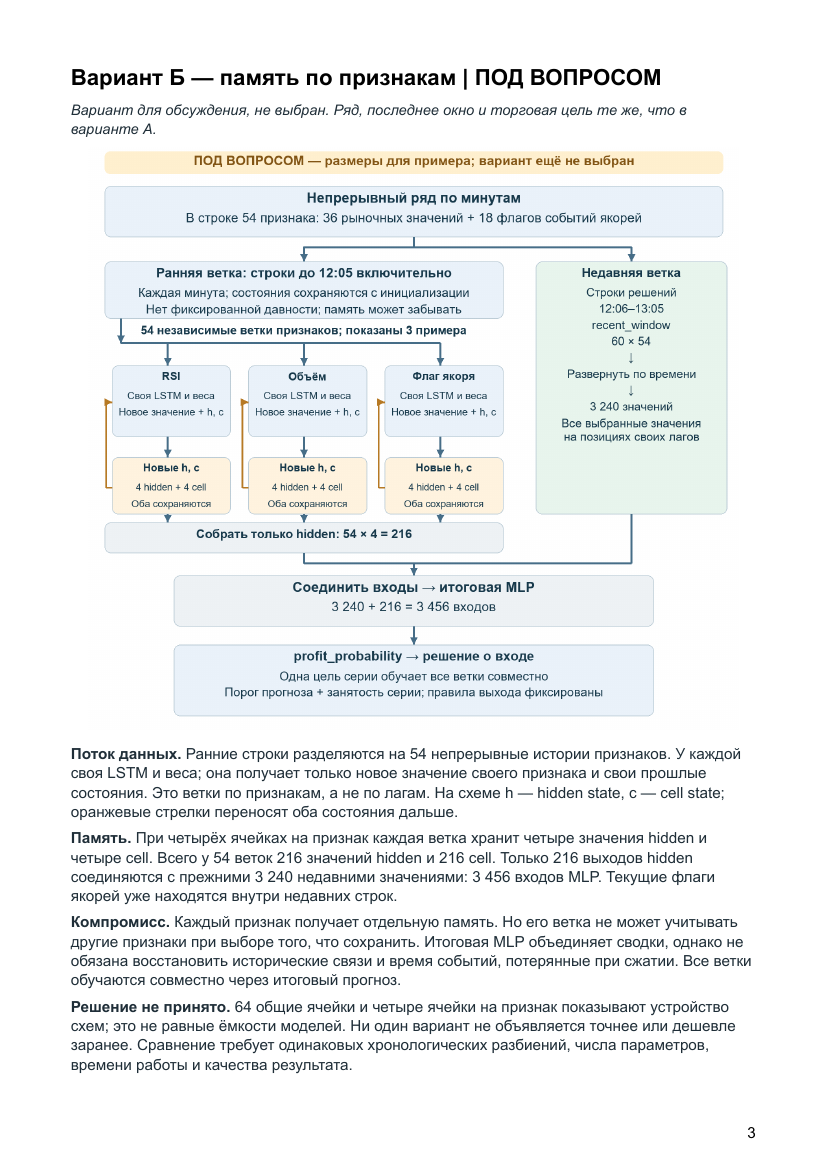 Вариант Б — память по признакам | ПОД ВОПРОСОМ
Вариант для обсуждения, не выбран. Ряд, последнее окно и торговая цель те же, что в
варианте А.
ПОД ВОПРОСОМ — размеры для примера; вариант ещё не выбран
Непрерывный ряд по минутам
В строке 54 признака: 36 рыночных значений + 18 флагов событий якорей
Ранняя ветка: строки до 12:05 включительно
Каждая минута; состояния сохраняются с инициализации
Нет фиксированной давности; память может забывать
54 независимые ветки признаков; показаны 3 примера
RSI
Своя LSTM и веса
Новое значение + h, c
Новые h, c
4 hidden + 4 cell
Оба сохраняются
Объём
Своя LSTM и веса
Новое значение + h, c
Новые h, c
4 hidden + 4 cell
Оба сохраняются
Флаг якоря
Своя LSTM и веса
Новое значение + h, c
Новые h, c
4 hidden + 4 cell
Оба сохраняются
Собрать только hidden: 54 × 4 = 216
Недавняя ветка
Строки решений
12:06–13:05
recent_window
60 × 54
↓
Развернуть по времени
↓
3 240 значений
Все выбранные значения
на позициях своих лагов
Соединить входы → итоговая MLP
3 240 + 216 = 3 456 входов
profit_probability → решение о входе
Одна цель серии обучает все ветки совместно
Порог прогноза + занятость серии; правила выхода фиксированы
Поток данных. Ранние строки разделяются на 54 непрерывные истории признаков. У каждой
своя LSTM и веса; она получает только новое значение своего признака и свои прошлые
состояния. Это ветки по признакам, а не по лагам. На схеме h — hidden state, c — cell state;
оранжевые стрелки переносят оба состояния дальше.
Память. При четырёх ячейках на признак каждая ветка хранит четыре значения hidden и
четыре cell. Всего у 54 веток 216 значений hidden и 216 cell. Только 216 выходов hidden
соединяются с прежними 3 240 недавними значениями: 3 456 входов MLP. Текущие флаги
якорей уже находятся внутри недавних строк.
Компромисс. Каждый признак получает отдельную память. Но его ветка не может учитывать
другие признаки при выборе того, что сохранить. Итоговая MLP объединяет сводки, однако не
обязана восстановить исторические связи и время событий, потерянные при сжатии. Все ветки
обучаются совместно через итоговый прогноз.
Решение не принято. 64 общие ячейки и четыре ячейки на признак показывают устройство
схем; это не равные ёмкости моделей. Ни один вариант не объявляется точнее или дешевле
заранее. Сравнение требует одинаковых хронологических разбиений, числа параметров,
времени работы и качества результата.
3